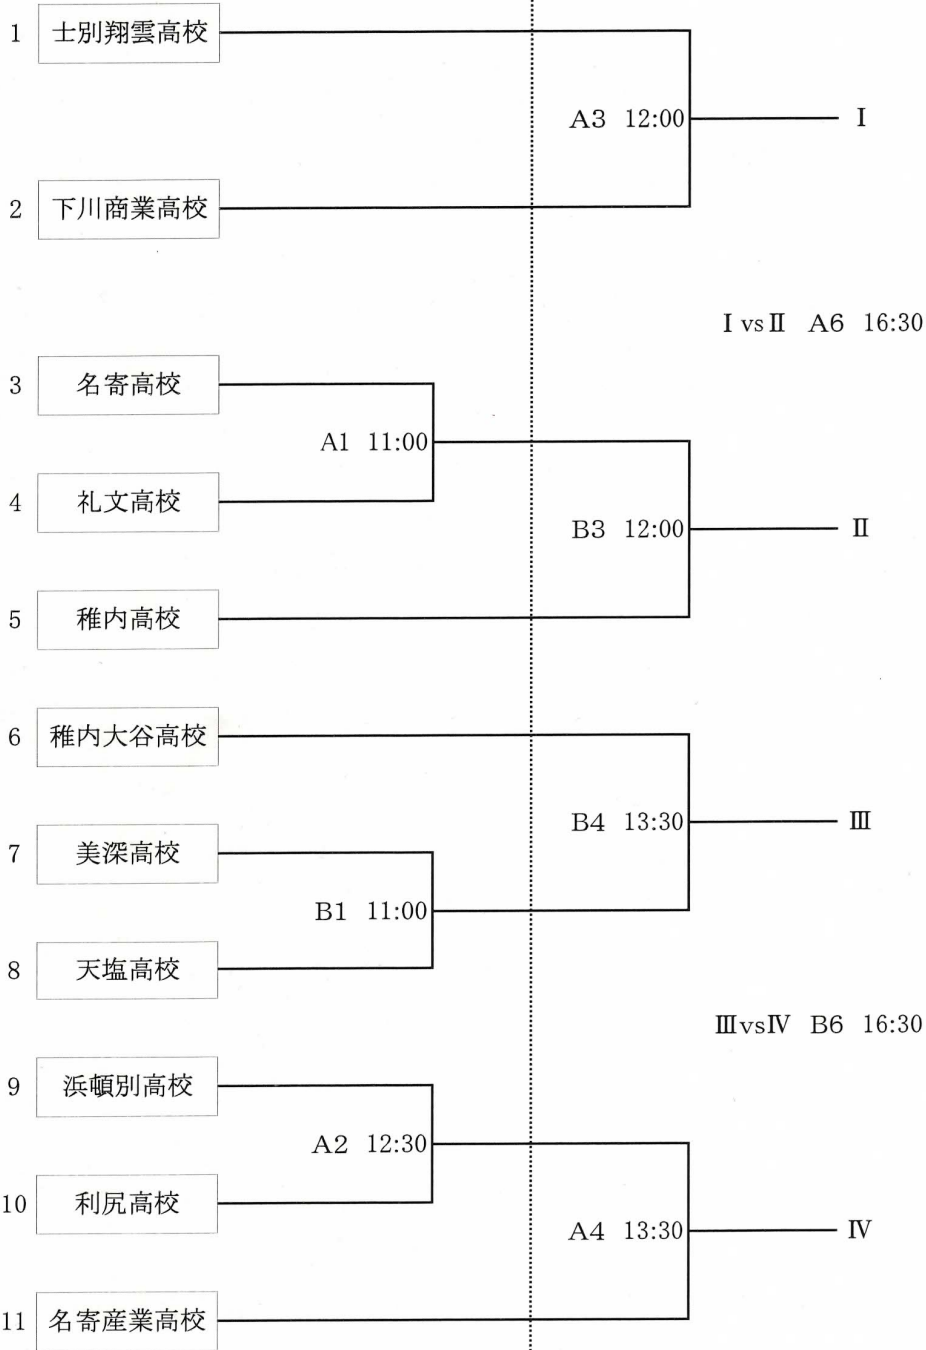 1 士別翔雲高校
A3 12:00 Ⅰ
2 下川商業高校
Ⅰ vs Ⅱ A6 16:30
3 名寄高校
A1 11:00
4 礼文高校
B3 12:00 Ⅱ
5 稚内高校
6 稚内大谷高校
B4 13:30 Ⅲ
7 美深高校
B1 11:00
8 天塩高校
ⅢvsⅣ B6 16:30
9 浜頓別高校
A2 12:30
10 利尻高校
A4 13:30 Ⅳ
11 名寄産業高校